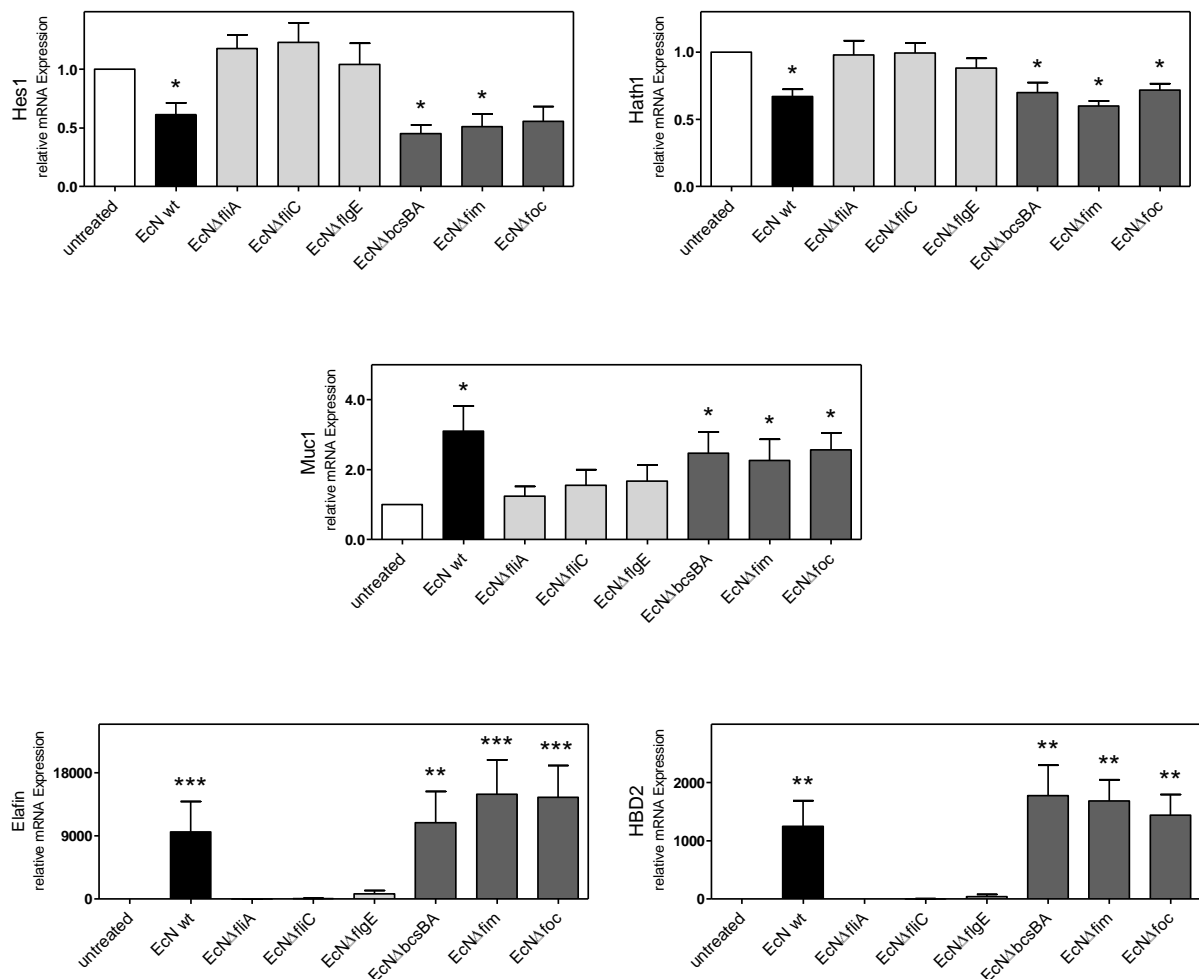 Hes1
relative mRNA Expression
1.0
0.5
0.0
*
*
*
untreated
EcN wt
EcNΔfliA
EcNΔfliC
EcNΔflgE
EcNΔbcsBA
EcNΔfim
EcNΔfoc
Hath1
relative mRNA Expression
1.0
0.5
0.0
*
*
*
*
untreated
EcN wt
EcNΔfliA
EcNΔfliC
EcNΔflgE
EcNΔbcsBA
EcNΔfim
EcNΔfoc
Muc1
relative mRNA Expression
4.0
2.0
0.0
*
*
*
*
untreated
EcN wt
EcNΔfliA
EcNΔfliC
EcNΔflgE
EcNΔbcsBA
EcNΔfim
EcNΔfoc
Elafin
relative mRNA Expression
18000
9000
0
***
**
***
***
untreated
EcN wt
EcNΔfliA
EcNΔfliC
EcNΔflgE
EcNΔbcsBA
EcNΔfim
EcNΔfoc
HBD2
relative mRNA Expression
2000
1000
0
**
**
**
**
untreated
EcN wt
EcNΔfliA
EcNΔfliC
EcNΔflgE
EcNΔbcsBA
EcNΔfim
EcNΔfoc